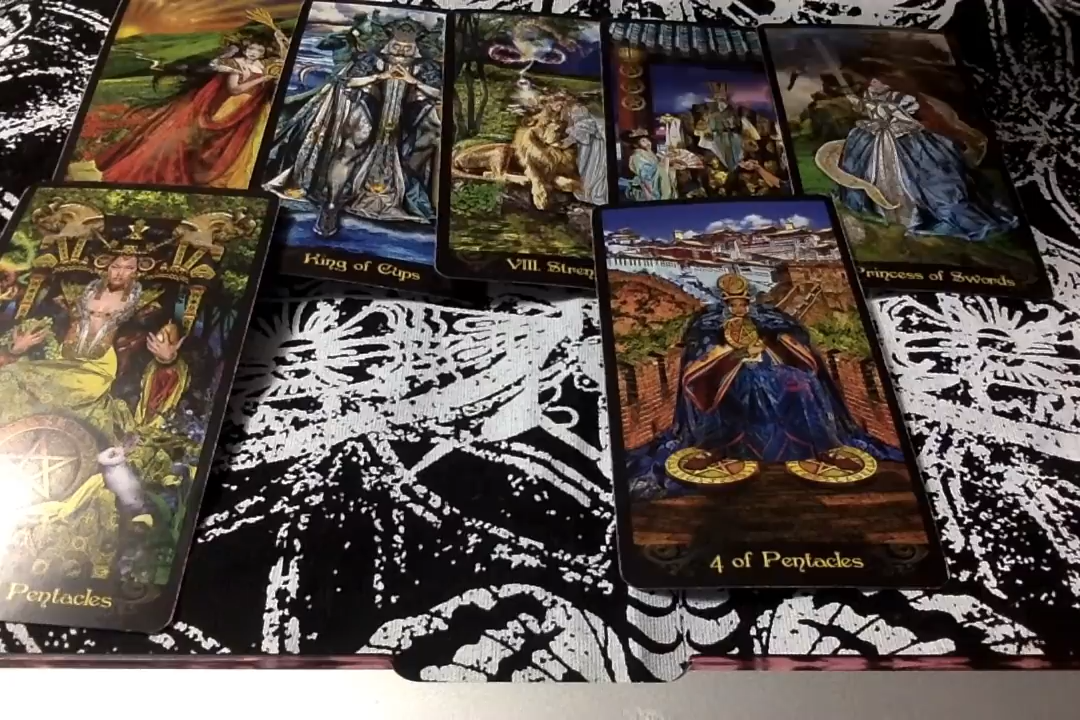 King of Cups
VIII. Stren
Princess of Swords
4 of Pentacles
Pentacles